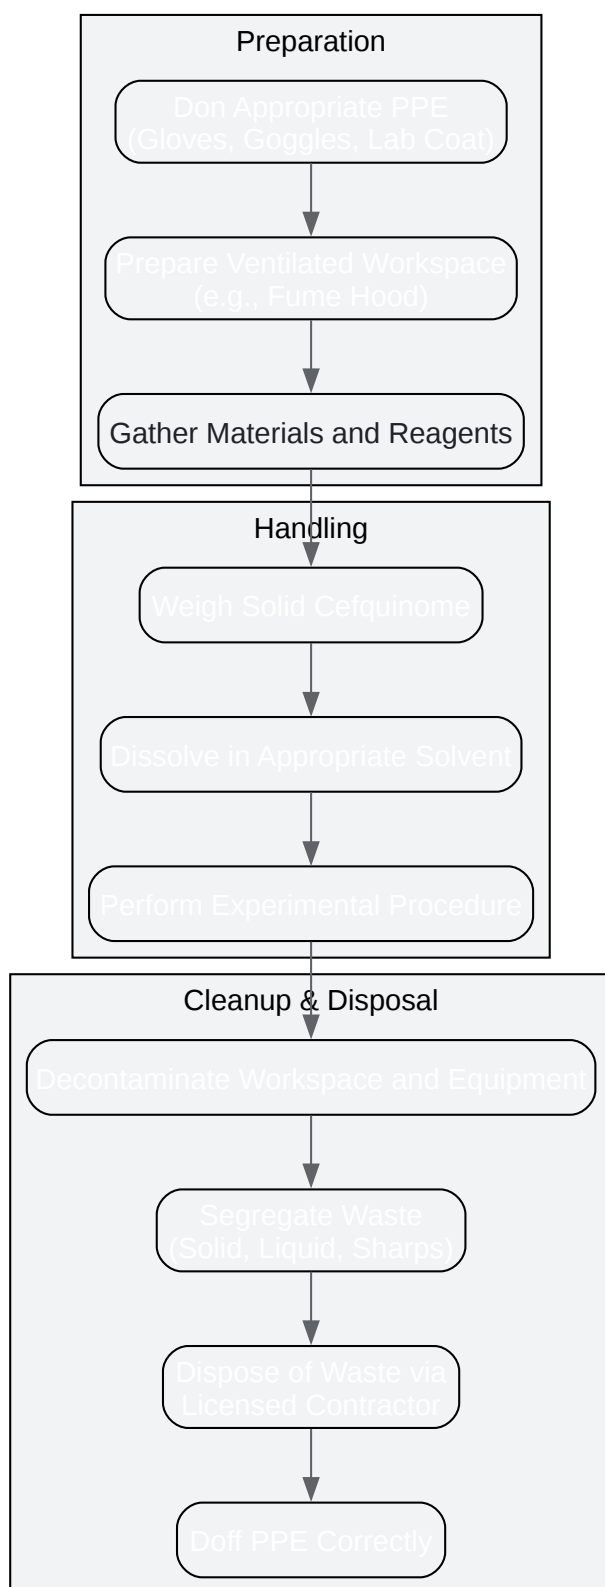 Preparation
Don Appropriate PPE
(Gloves, Goggles, Lab Coat)
Prepare Ventilated Workspace
(e.g., Fume Hood)
Gather Materials and Reagents
Handling
Weigh Solid Cefquinome
Dissolve in Appropriate Solvent
Perform Experimental Procedure
Cleanup & Disposal
Decontaminate Workspace and Equipment
Segregate Waste
(Solid, Liquid, Sharps)
Dispose of Waste via
Licensed Contractor
Doff PPE Correctly